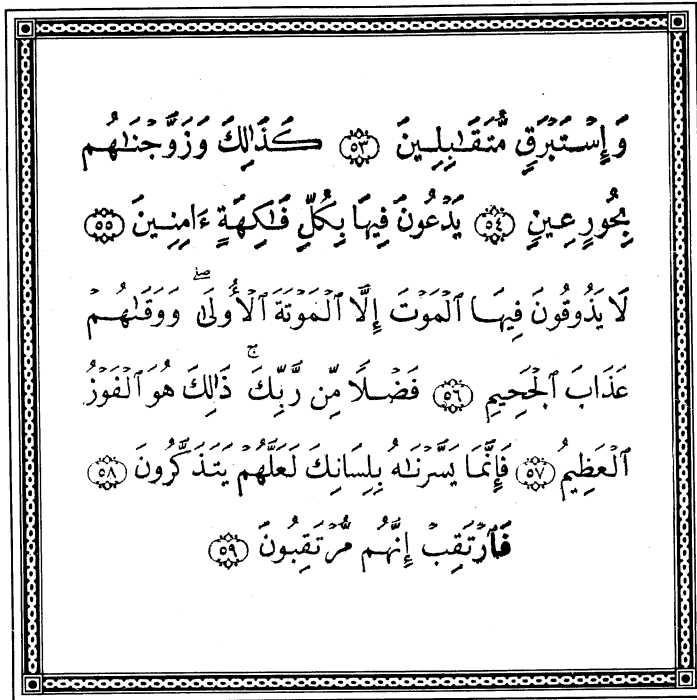 وَإِسْتَبْرَقٍ مُّتَقَٰبِلِينَ ﴿٥٣﴾ كَذَٰلِكَ وَزَوَّجْنَٰهُم
بِحُورٍ عِينٍ ﴿٥٤﴾ يَدْعُونَ فِيهَا بِكُلِّ فَٰكِهَةٍ ءَامِنِينَ ﴿٥٥﴾
لَا يَذُوقُونَ فِيهَا ٱلْمَوْتَ إِلَّا ٱلْمَوْتَةَ ٱلْأُولَىٰ ۖ وَوَقَىٰهُمْ
عَذَابَ ٱلْجَحِيمِ ﴿٥٦﴾ فَضْلًا مِّن رَّبِّكَ ۚ ذَٰلِكَ هُوَ ٱلْفَوْزُ
ٱلْعَظِيمُ ﴿٥٧﴾ فَإِنَّمَا يَسَّرْنَٰهُ بِلِسَانِكَ لَعَلَّهُمْ يَتَذَكَّرُونَ ﴿٥٨﴾
فَٱرْتَقِبْ إِنَّهُم مُّرْتَقِبُونَ ﴿٥٩﴾